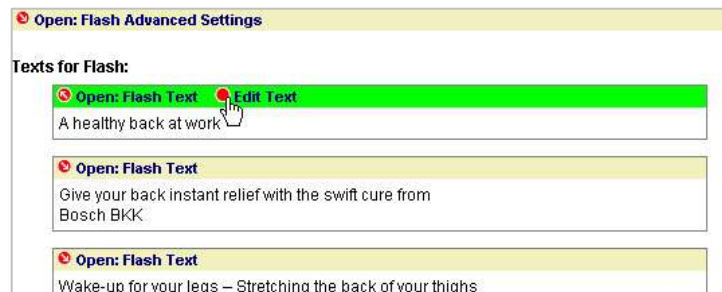 Open: Flash Advanced Settings
Texts for Flash:
Open: Flash Text Edit Text
A healthy back at work
Open: Flash Text
Give your back instant relief with the swift cure from
Bosch BKK
Open: Flash Text
Wake-up for your legs – Stretching the back of your thighs